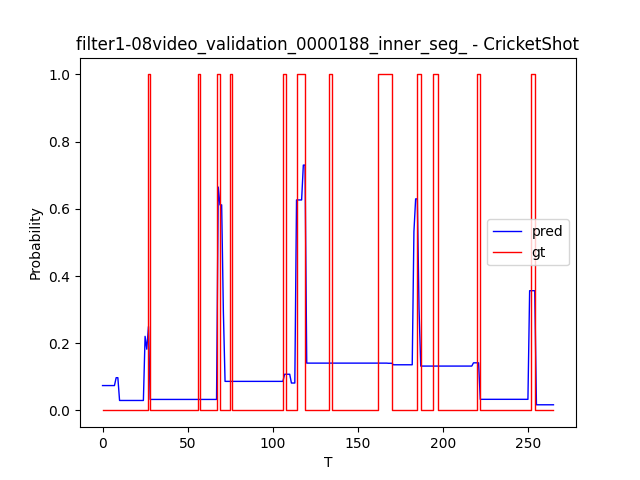 filter1-08video_validation_0000188_inner_seg_ - CricketShot
1.0
0.8
0.6
0.4
0.2
0.0
Probability
pred
gt
0 50 100 150 200 250
T